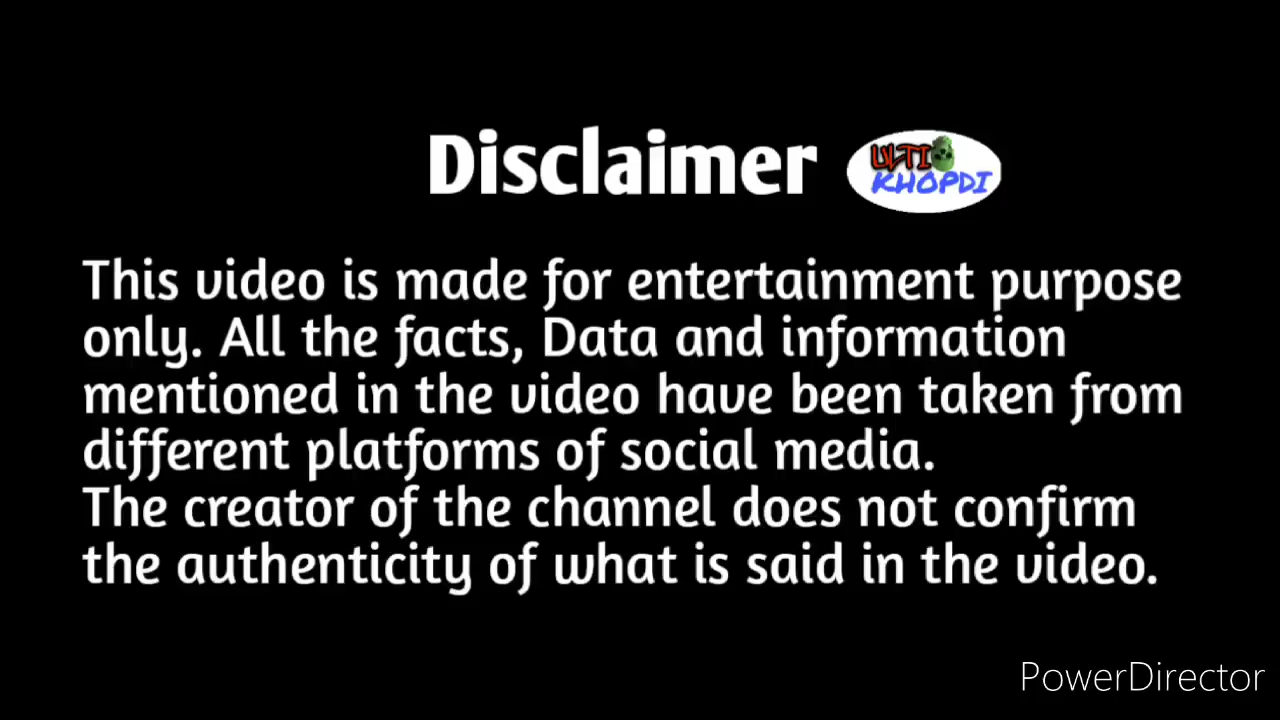 Disclaimer
ULTI
KHOPDI
This video is made for entertainment purpose
only. All the facts, Data and information
mentioned in the video have been taken from
different platforms of social media.
The creator of the channel does not confirm
the authenticity of what is said in the video.
PowerDirector